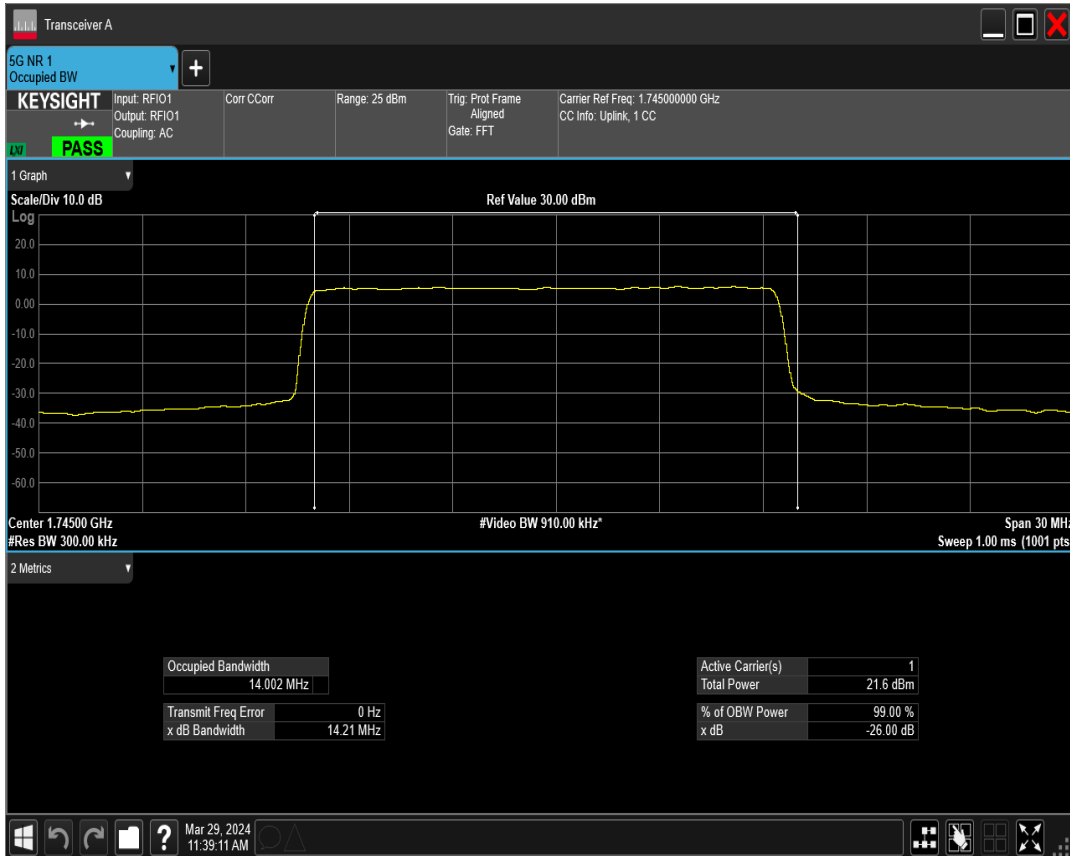 Transceiver A
5G NR 1
Occupied BW
KEYSIGHT
LXI
PASS
Input: RFIO1
Output: RFIO1
Coupling: AC
Corr CCorr
Range: 25 dBm
Trig: Prot Frame
Aligned
Gate: FFT
Carrier Ref Freq: 1.745000000 GHz
CC Info: Uplink, 1 CC
1 Graph
Scale/Div 10.0 dB
Ref Value 30.00 dBm
Log
20.0
10.0
0.00
-10.0
-20.0
-30.0
-40.0
-50.0
-60.0
Center 1.74500 GHz
#Video BW 910.00 kHz*
Span 30 MHz
#Res BW 300.00 kHz
Sweep 1.00 ms (1001 pts
2 Metrics
Occupied Bandwidth
14.002 MHz
Transmit Freq Error 0 Hz
x dB Bandwidth 14.21 MHz
Active Carrier(s) 1
Total Power 21.6 dBm
% of OBW Power 99.00 %
x dB -26.00 dB
?
Mar 29, 2024
11:39:11 AM